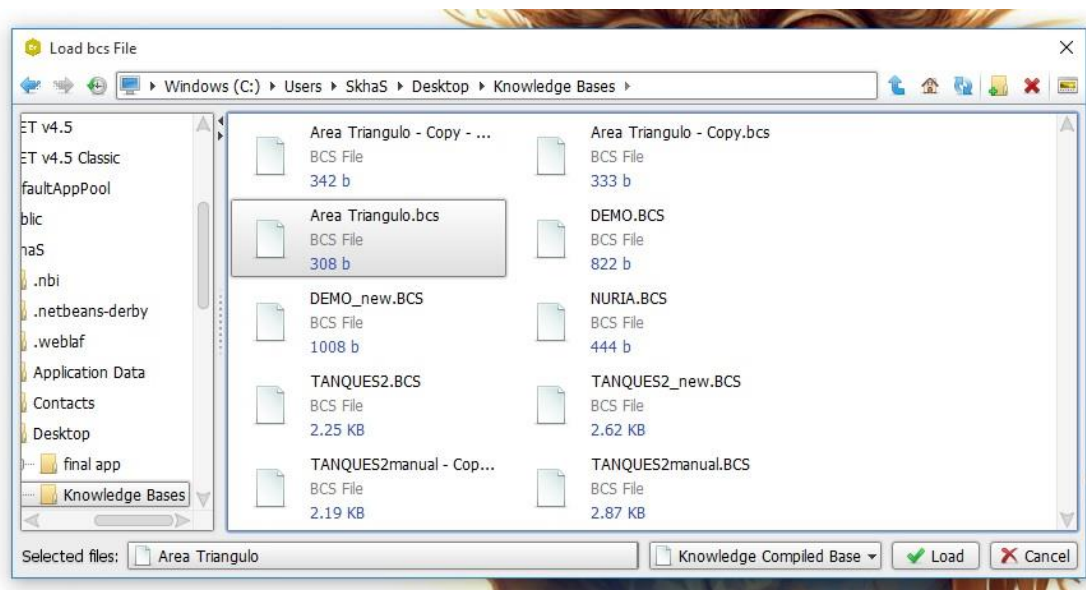 Load bcs File
Windows (C:) Users SkhaS Desktop Knowledge Bases
ET v4.5
ET v4.5 Classic
faultAppPool
blic
haS
.nbi
.netbeans-derby
.weblaf
Application Data
Contacts
Desktop
final app
Knowledge Bases
Area Triangulo - Copy - ...
BCS File
342 b
Area Triangulo - Copy.bcs
BCS File
333 b
Area Triangulo.bcs
BCS File
308 b
DEMO.BCS
BCS File
822 b
DEMO_new.BCS
BCS File
1008 b
NURIA.BCS
BCS File
444 b
TANQUES2.BCS
BCS File
2.25 KB
TANQUES2_new.BCS
BCS File
2.62 KB
TANQUES2manual - Cop...
BCS File
2.19 KB
TANQUES2manual.BCS
BCS File
2.87 KB
Selected files: Area Triangulo Knowledge Compiled Base Load Cancel